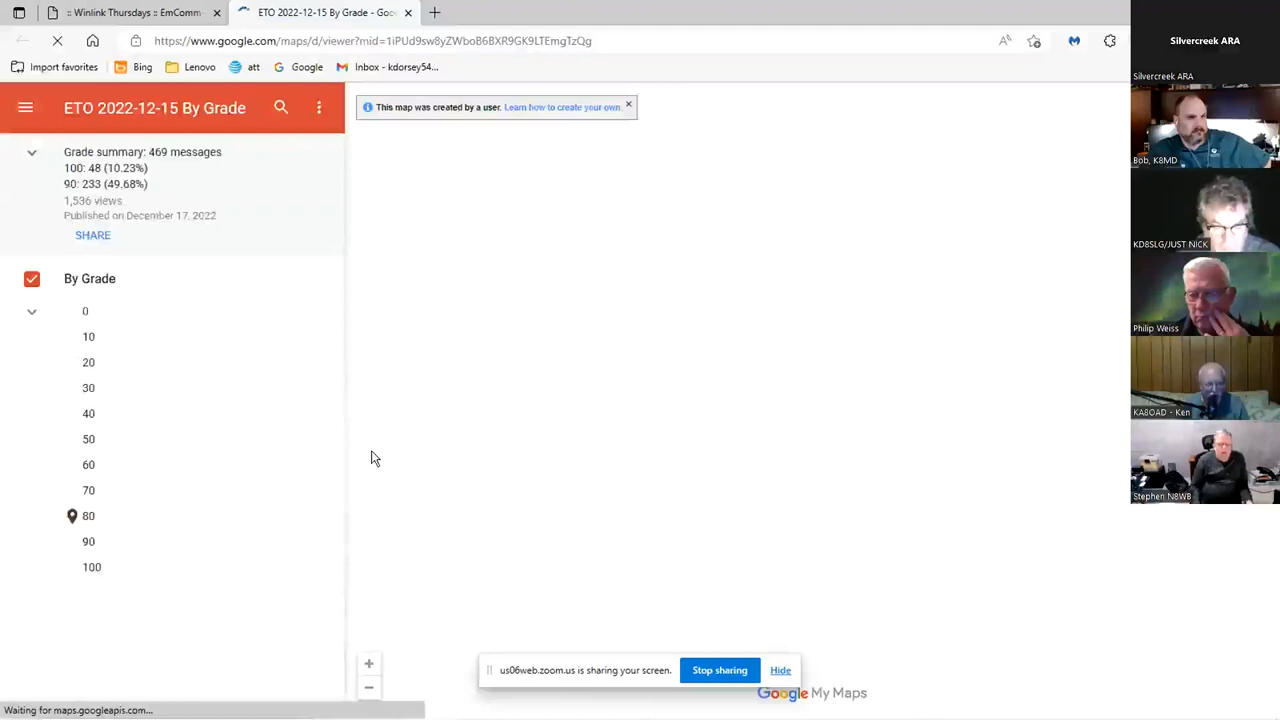 :: Winlink Thursdays :: EmComm
ETO 2022-12-15 By Grade - Goo
https://www.google.com/maps/d/viewer?mid=1iPUd9sw8yZWboB6BXR9GK9LTEmgTzQg
Import favorites
Bing
Lenovo
att
Google
Inbox - kdorsey54...
ETO 2022-12-15 By Grade
This map was created by a user. Learn how to create your own.
Grade summary: 469 messages
100: 48 (10.23%)
90: 233 (49.68%)
1,536 views
Published on December 17, 2022
SHARE
By Grade
0
10
20
30
40
50
60
70
80
90
100
us06web.zoom.us is sharing your screen.
Stop sharing
Hide
Google My Maps
Waiting for maps.googleapis.com...
Silvercreek ARA
Silvercreek ARA
Bob, K8MD
KD8SLG/JUST NICK
Philip Weiss
KA8OAD - Ken
Stephen N8WB